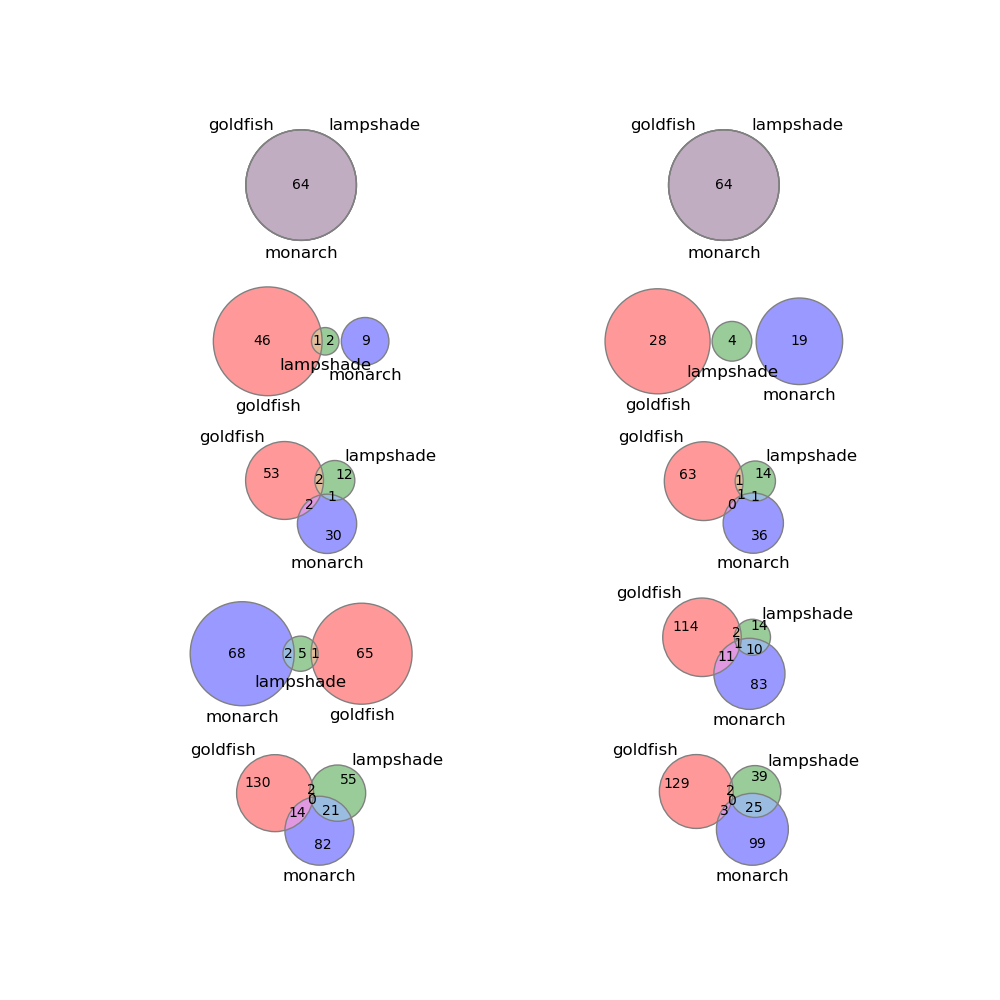 goldfish lampshade
64
monarch
goldfish lampshade
64
monarch
46 1 2 9
lampshade
monarch
goldfish
28 4 19
lampshade
monarch
goldfish
goldfish
lampshade
53 2 12
1
2
30
monarch
goldfish
lampshade
63 1 14
1 1
0
36
monarch
68 2 5 1 65
lampshade
monarch goldfish
goldfish
lampshade
114 2 14
1 10
11
83
monarch
goldfish
lampshade
130 2 55
0
14 21
82
monarch
goldfish
lampshade
129 2 39
0
3 25
99
monarch